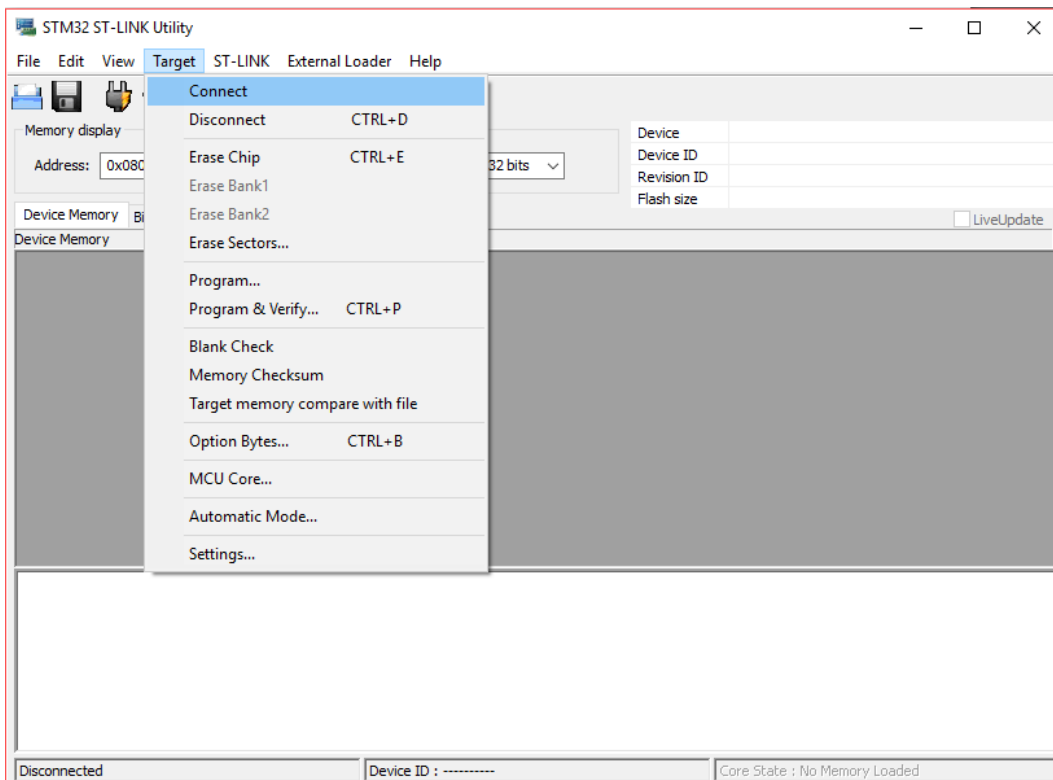 STM32 ST-LINK Utility
File Edit View Target ST-LINK External Loader Help
Connect
Disconnect CTRL+D
Erase Chip CTRL+E
Erase Bank1
Erase Bank2
Erase Sectors...
Program...
Program & Verify... CTRL+P
Blank Check
Memory Checksum
Target memory compare with file
Option Bytes... CTRL+B
MCU Core...
Automatic Mode...
Settings...
Memory display
Address: 0x080
32 bits
Device
Device ID
Revision ID
Flash size
LiveUpdate
Device Memory Bi
Device Memory
Disconnected
Device ID : ----------
Core State : No Memory Loaded